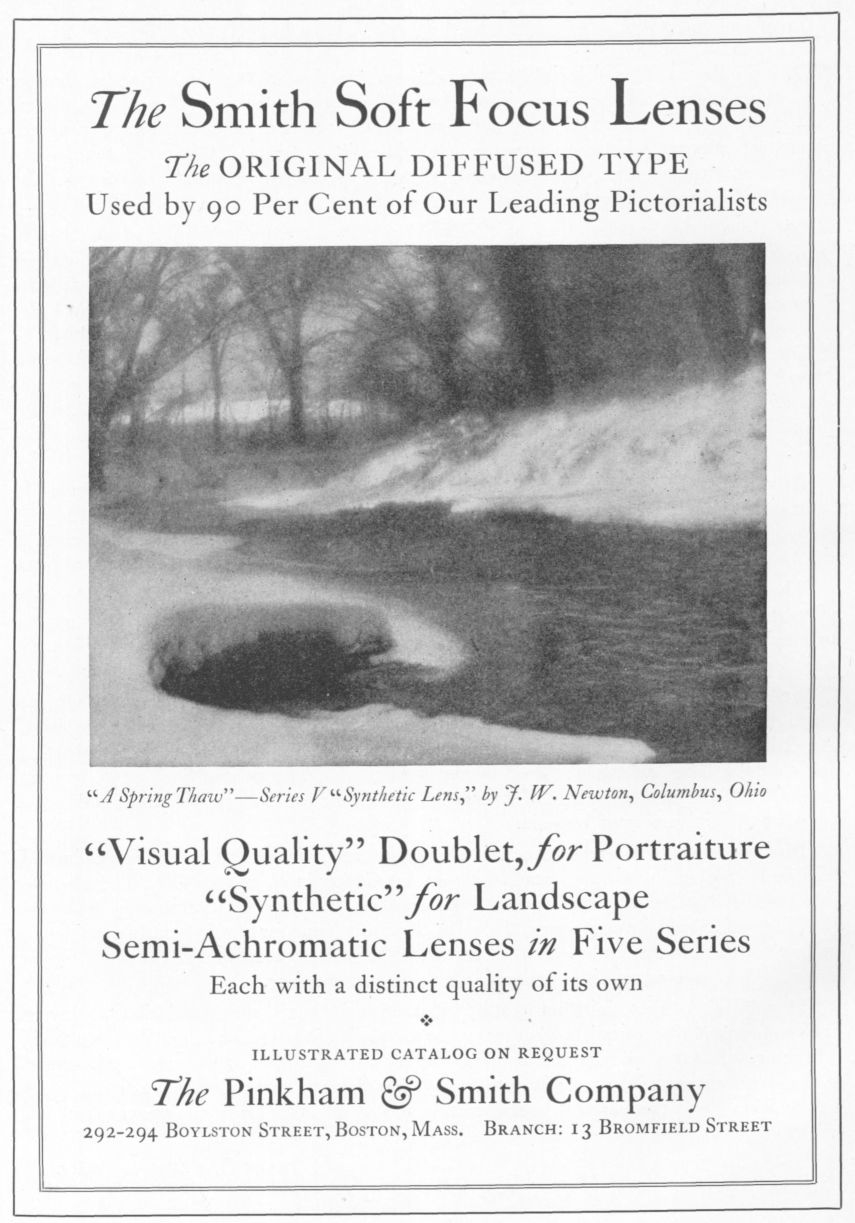 The Smith Soft Focus Lenses
The ORIGINAL DIFFUSED TYPE
Used by 90 Per Cent of Our Leading Pictorialists
“A Spring Thaw”—Series V “Synthetic Lens,” by J. W. Newton, Columbus, Ohio
“Visual Quality” Doublet, for Portraiture
“Synthetic” for Landscape
Semi-Achromatic Lenses in Five Series
Each with a distinct quality of its own
ILLUSTRATED CATALOG ON REQUEST
The Pinkham & Smith Company
292-294 BOYLSTON STREET, BOSTON, MASS. BRANCH: 13 BROMFIELD STREET